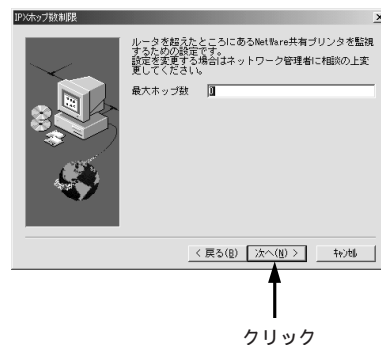 IPXホップ数制限
ルータを超えたところにあるNetWare共有プリンタを監視
するための設定です。
設定を変更する場合はネットワーク管理者に相談の上変
更してください。
最大ホップ数 0
< 戻る(B) 次へ(N) > キャンセル
クリック